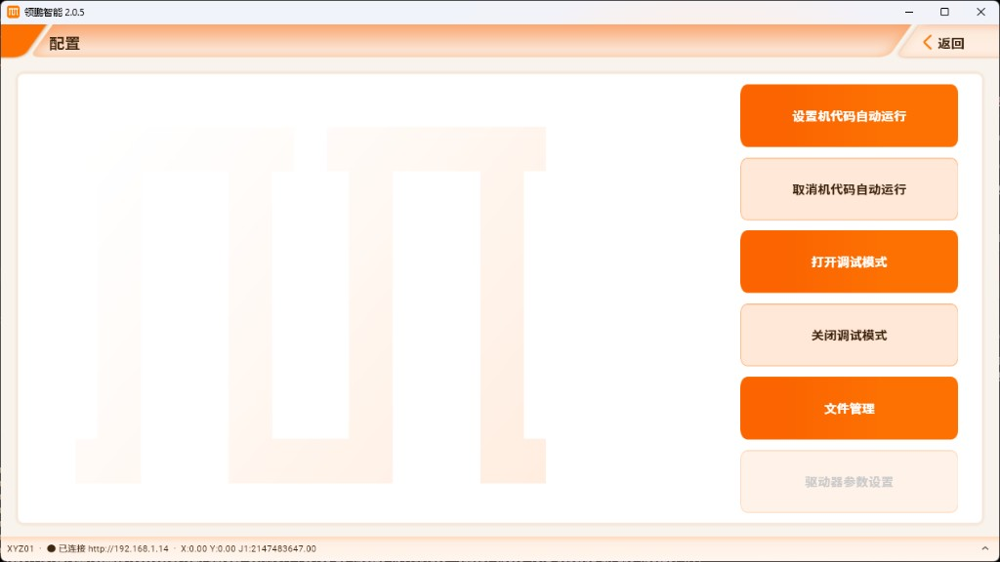 领鹏智能 2.0.5
配置
返回
设置机代码自动运行
取消机代码自动运行
打开调试模式
关闭调试模式
文件管理
驱动器参数设置
XYZ01 · ● 已连接 http://192.168.1.14 · X:0.00 Y:0.00 J1:2147483647.00